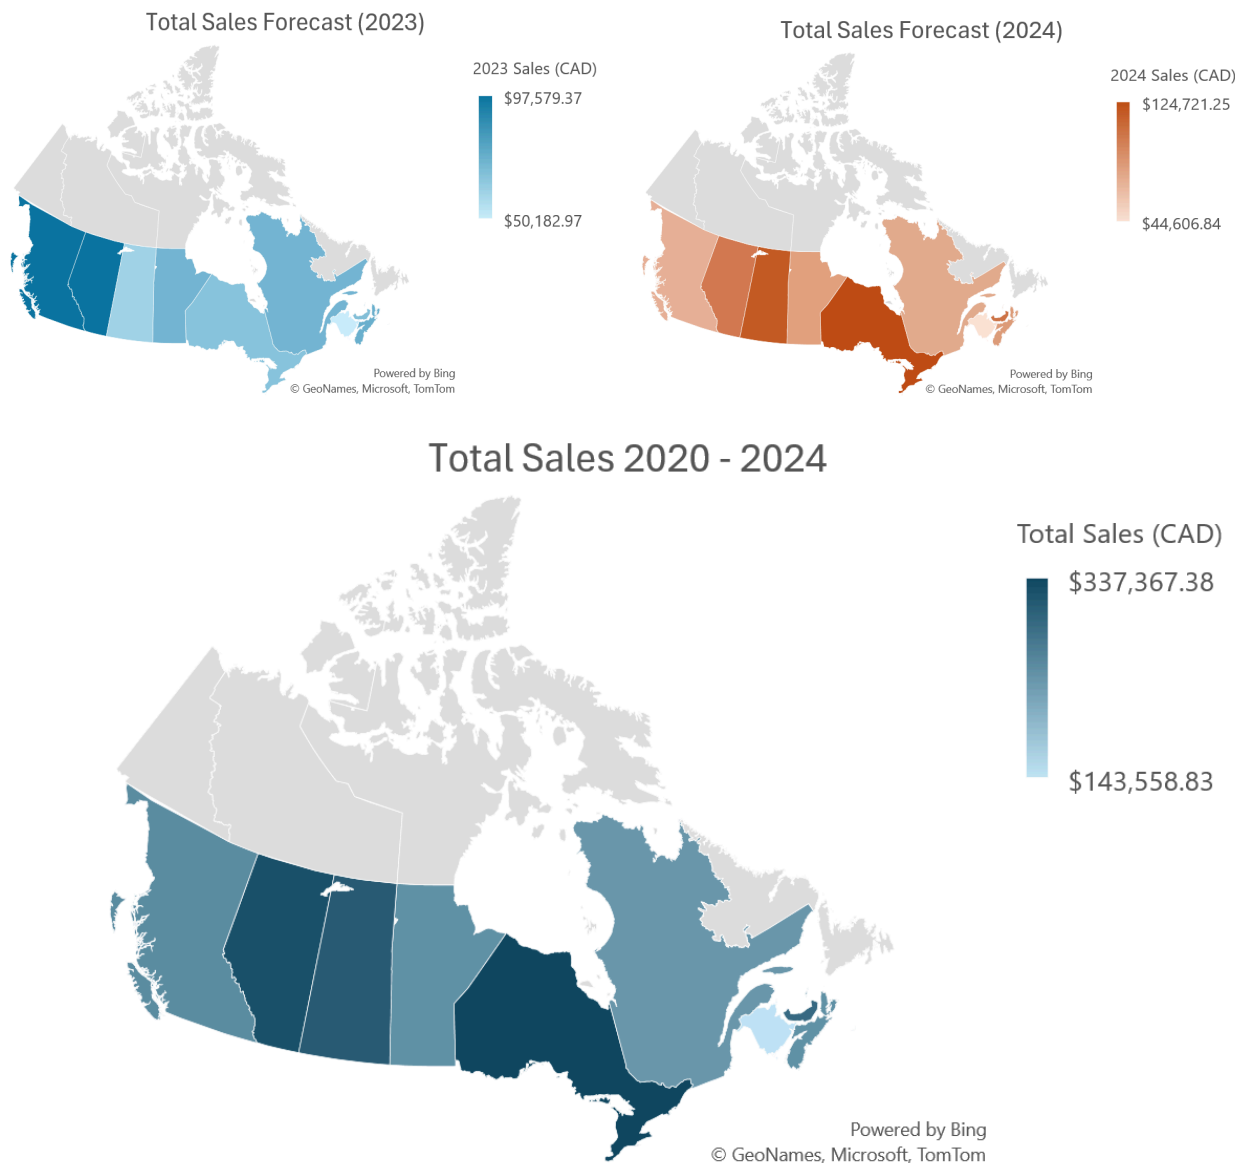 Total Sales Forecast (2023)
2023 Sales (CAD)
$97,579.37
$50,182.97
Powered by Bing
© GeoNames, Microsoft, TomTom
Total Sales Forecast (2024)
2024 Sales (CAD)
$124,721.25
$44,606.84
Powered by Bing
© GeoNames, Microsoft, TomTom
Total Sales 2020 - 2024
Total Sales (CAD)
$337,367.38
$143,558.83
Powered by Bing
© GeoNames, Microsoft, TomTom